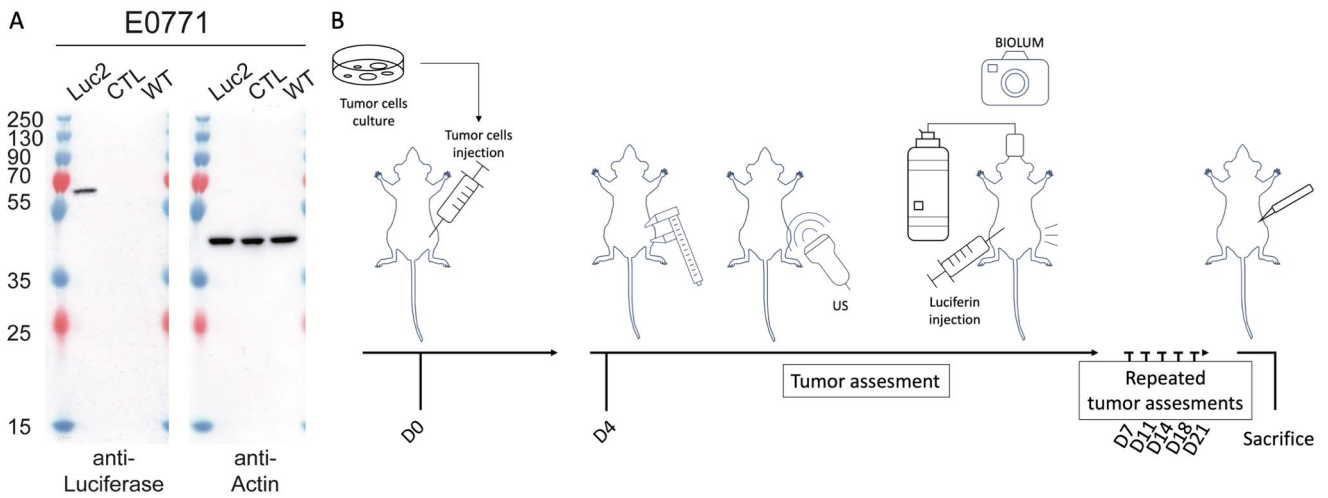 A
E0771
Luc2
CTL
WT
Luc2
CTL
WT
250
130
90
70
55
35
25
15
anti-
Luciferase
anti-
Actin
B
Tumor cells
culture
Tumor cells
injection
US
BIOLUM
Luciferin
injection
D0
D4
Tumor assesment
Repeated
tumor assesments
D7
D11
D14
D18
D21
Sacrifice